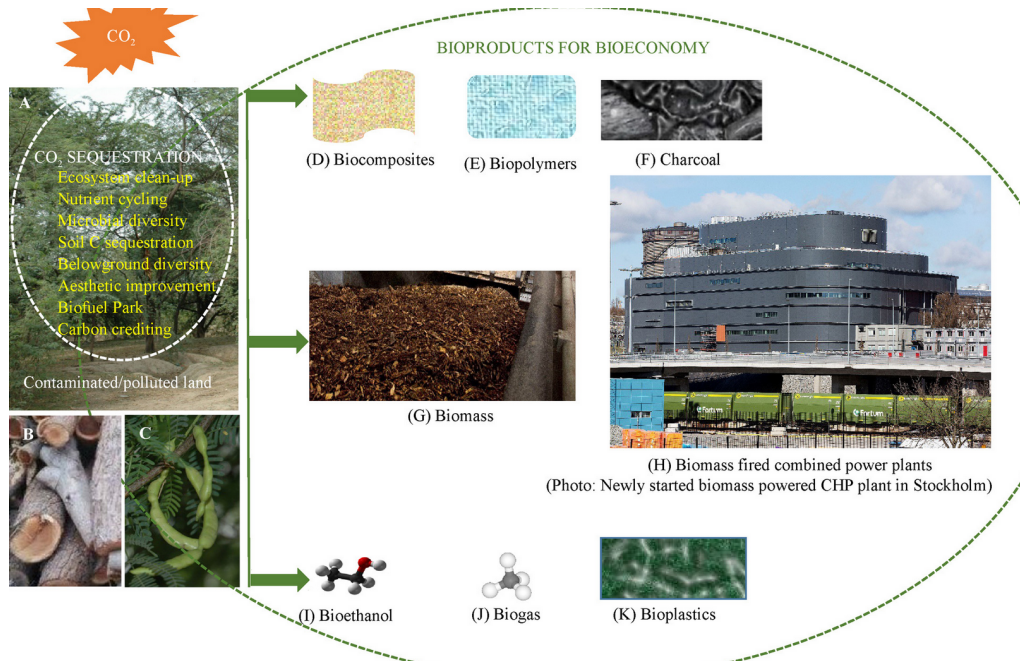 CO₂
BIOPRODUCTS FOR BIOECONOMY
A
CO₂ SEQUESTRATION
Ecosystem clean-up
Nutrient cycling
Microbial diversity
Soil C sequestration
Belowground diversity
Aesthetic improvement
Biofuel Park
Carbon crediting
Contaminated/polluted land
B
C
(D) Biocomposites
(E) Biopolymers
(F) Charcoal
(G) Biomass
Fortum
Fortum
(H) Biomass fired combined power plants
(Photo: Newly started biomass powered CHP plant in Stockholm)
(I) Bioethanol
(J) Biogas
(K) Bioplastics